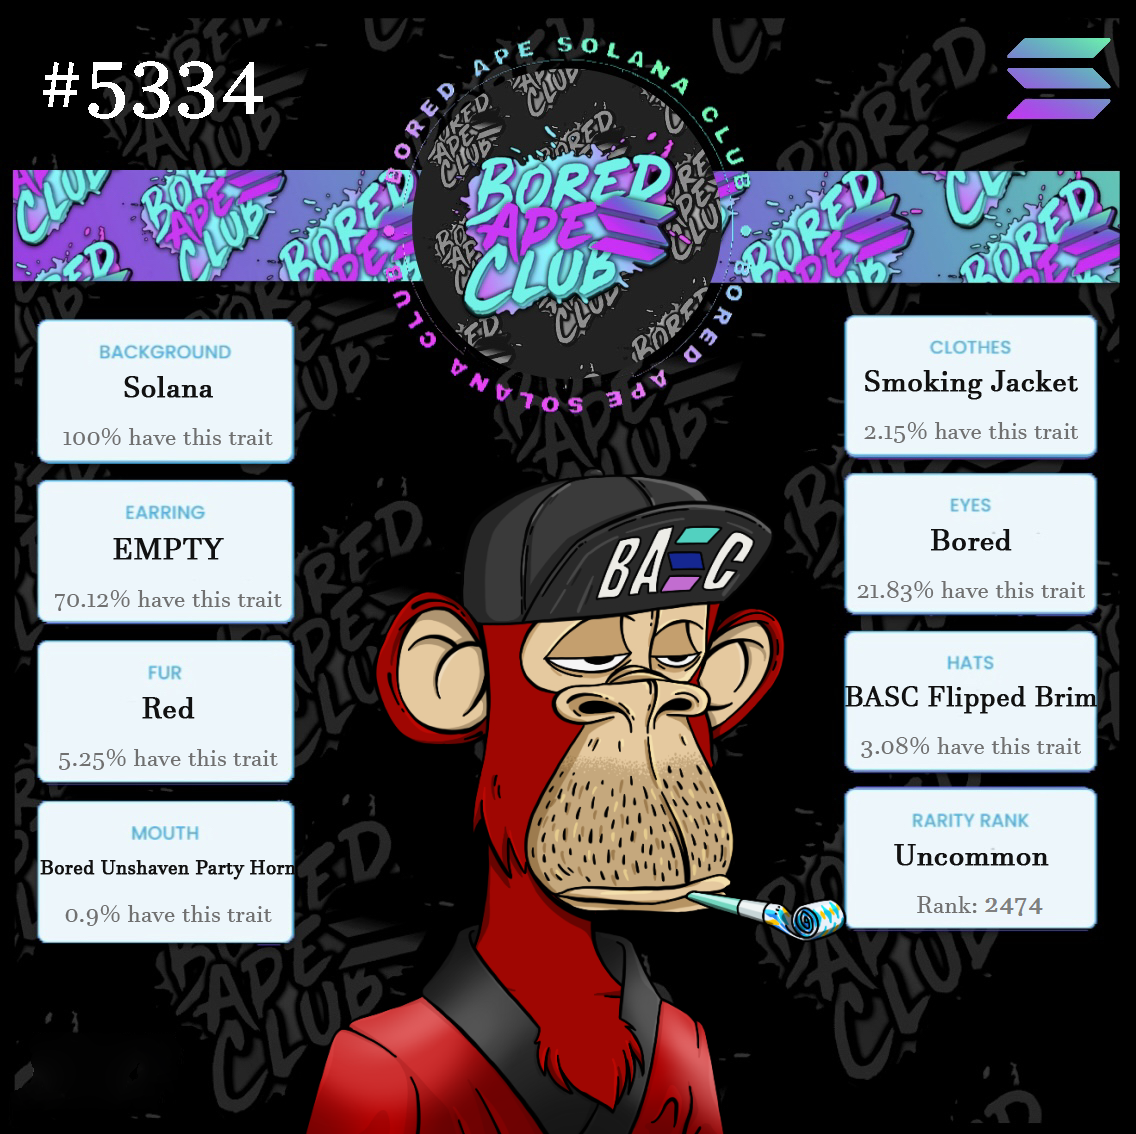 #5334
BORED APE SOLANA CLUB
BORED APE SOLANA CLUB
BORED
APE
CLUB
BACKGROUND
Solana
100% have this trait
EARRING
EMPTY
70.12% have this trait
FUR
Red
5.25% have this trait
MOUTH
Bored Unshaven Party Horn
0.9% have this trait
CLOTHES
Smoking Jacket
2.15% have this trait
EYES
Bored
21.83% have this trait
HATS
BASC Flipped Brim
3.08% have this trait
RARITY RANK
Uncommon
Rank: 2474
BASC